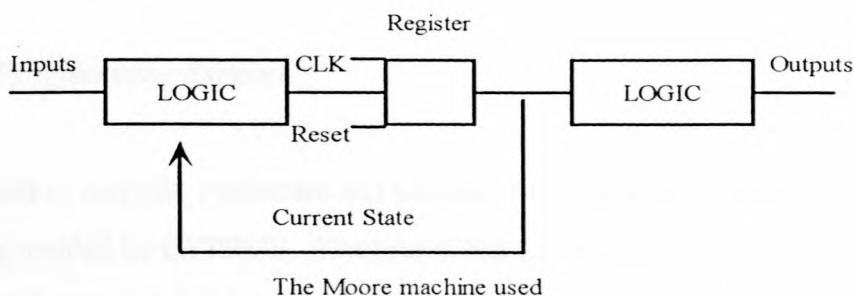 Register
Inputs
CLK
Outputs
LOGIC
LOGIC
Reset
Current State
The Moore machine used